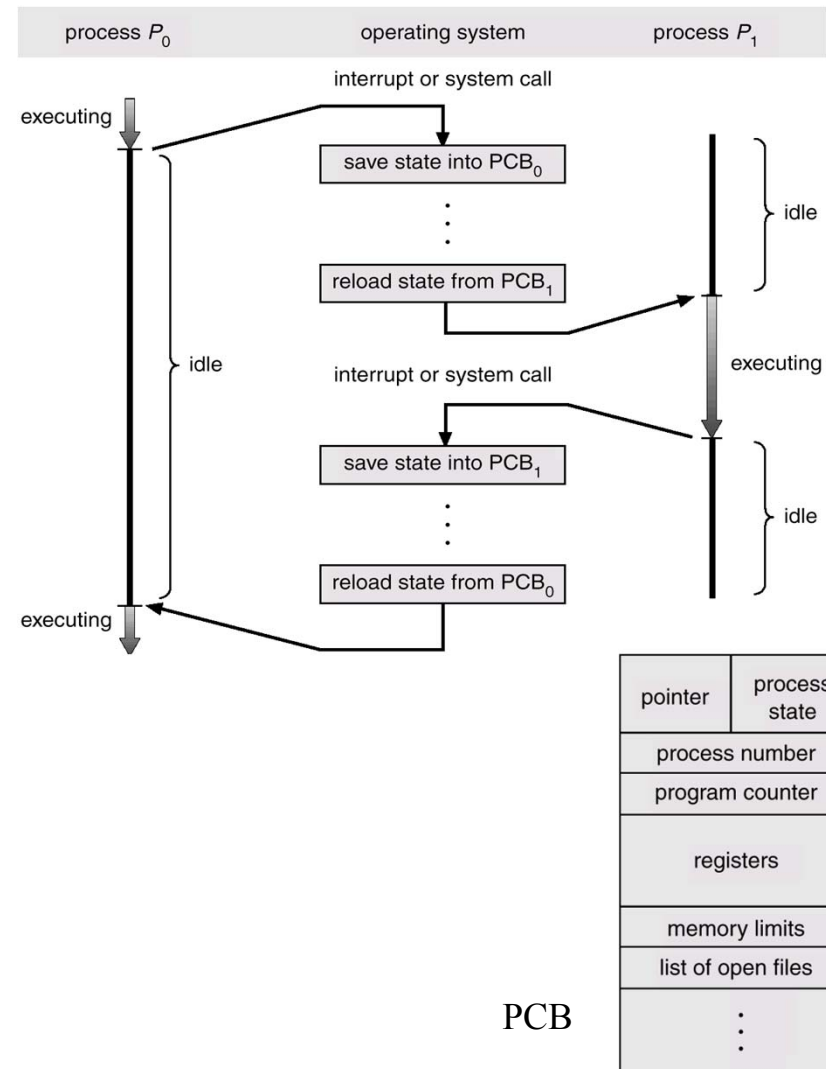 process P0 operating system process P1
interrupt or system call
executing
save state into PCB0
idle
reload state from PCB1
idle
interrupt or system call
executing
save state into PCB1
idle
reload state from PCB0
executing
pointer process
state
process number
program counter
registers
memory limits
list of open files
PCB